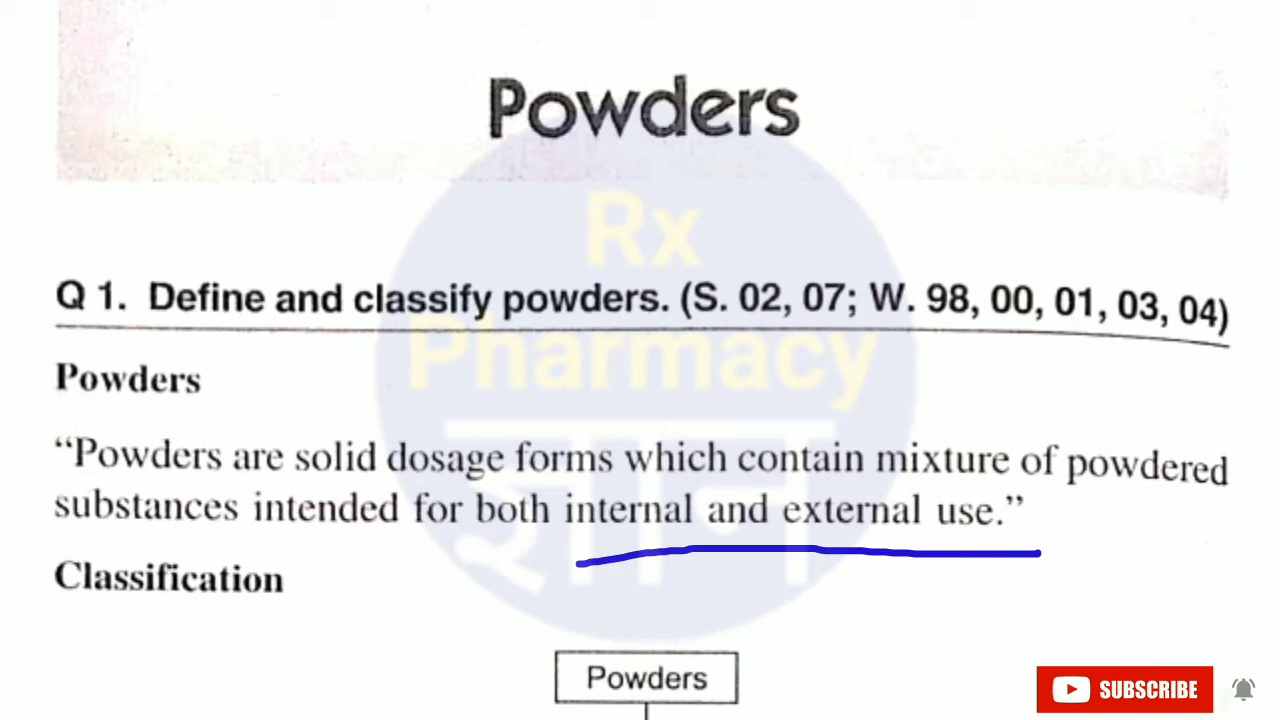 Powders
Rx
Pharmacy
ज्ञान
Q 1. Define and classify powders. (S. 02, 07; W. 98, 00, 01, 03, 04)
Powders
“Powders are solid dosage forms which contain mixture of powdered
substances intended for both internal and external use.”
Classification
Powders
SUBSCRIBE